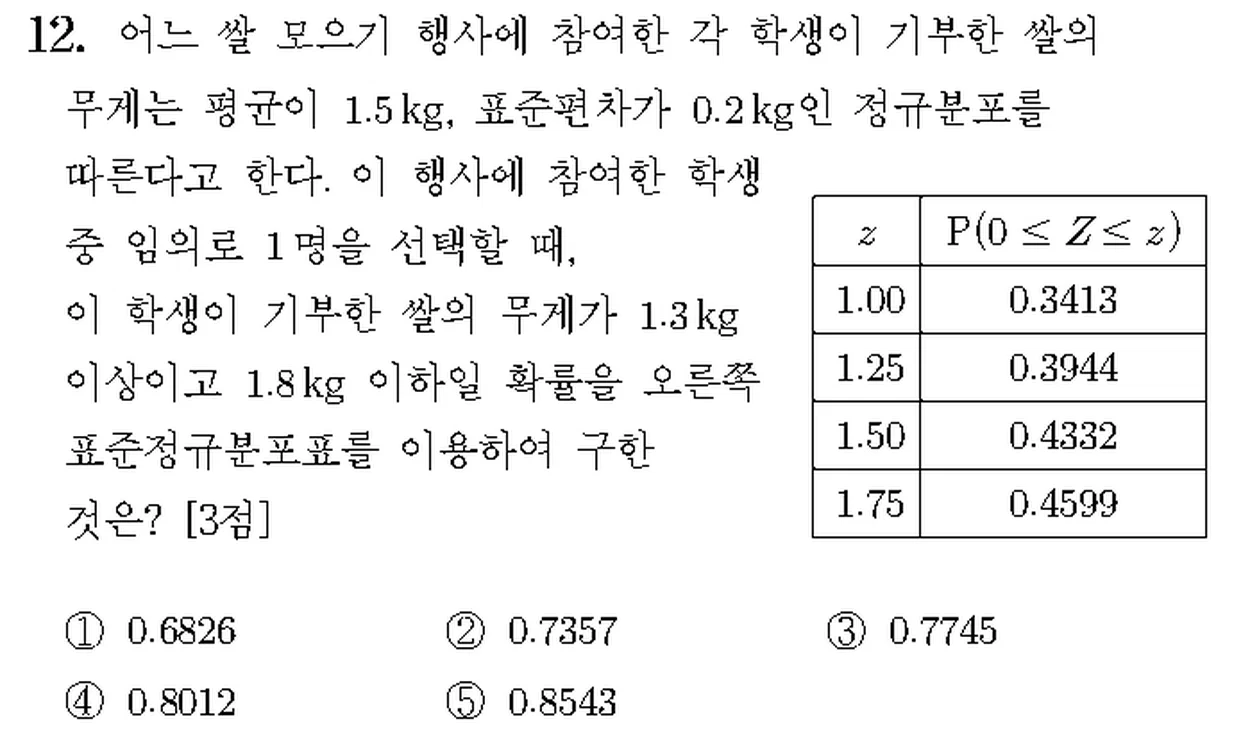 12. 어느 쌀 모으기 행사에 참여한 각 학생이 기부한 쌀의
무게는 평균이 1.5kg, 표준편차가 0.2kg인 정규분포를
따른다고 한다. 이 행사에 참여한 학생
중 임의로 1명을 선택할 때,
이 학생이 기부한 쌀의 무게가 1.3kg
이상이고 1.8kg 이하일 확률을 오른쪽
표준정규분포표를 이용하여 구한
것은? [3점]
z P(0 ≤ Z ≤ z)
1.00 0.3413
1.25 0.3944
1.50 0.4332
1.75 0.4599
① 0.6826 ② 0.7357 ③ 0.7745
④ 0.8012 ⑤ 0.8543